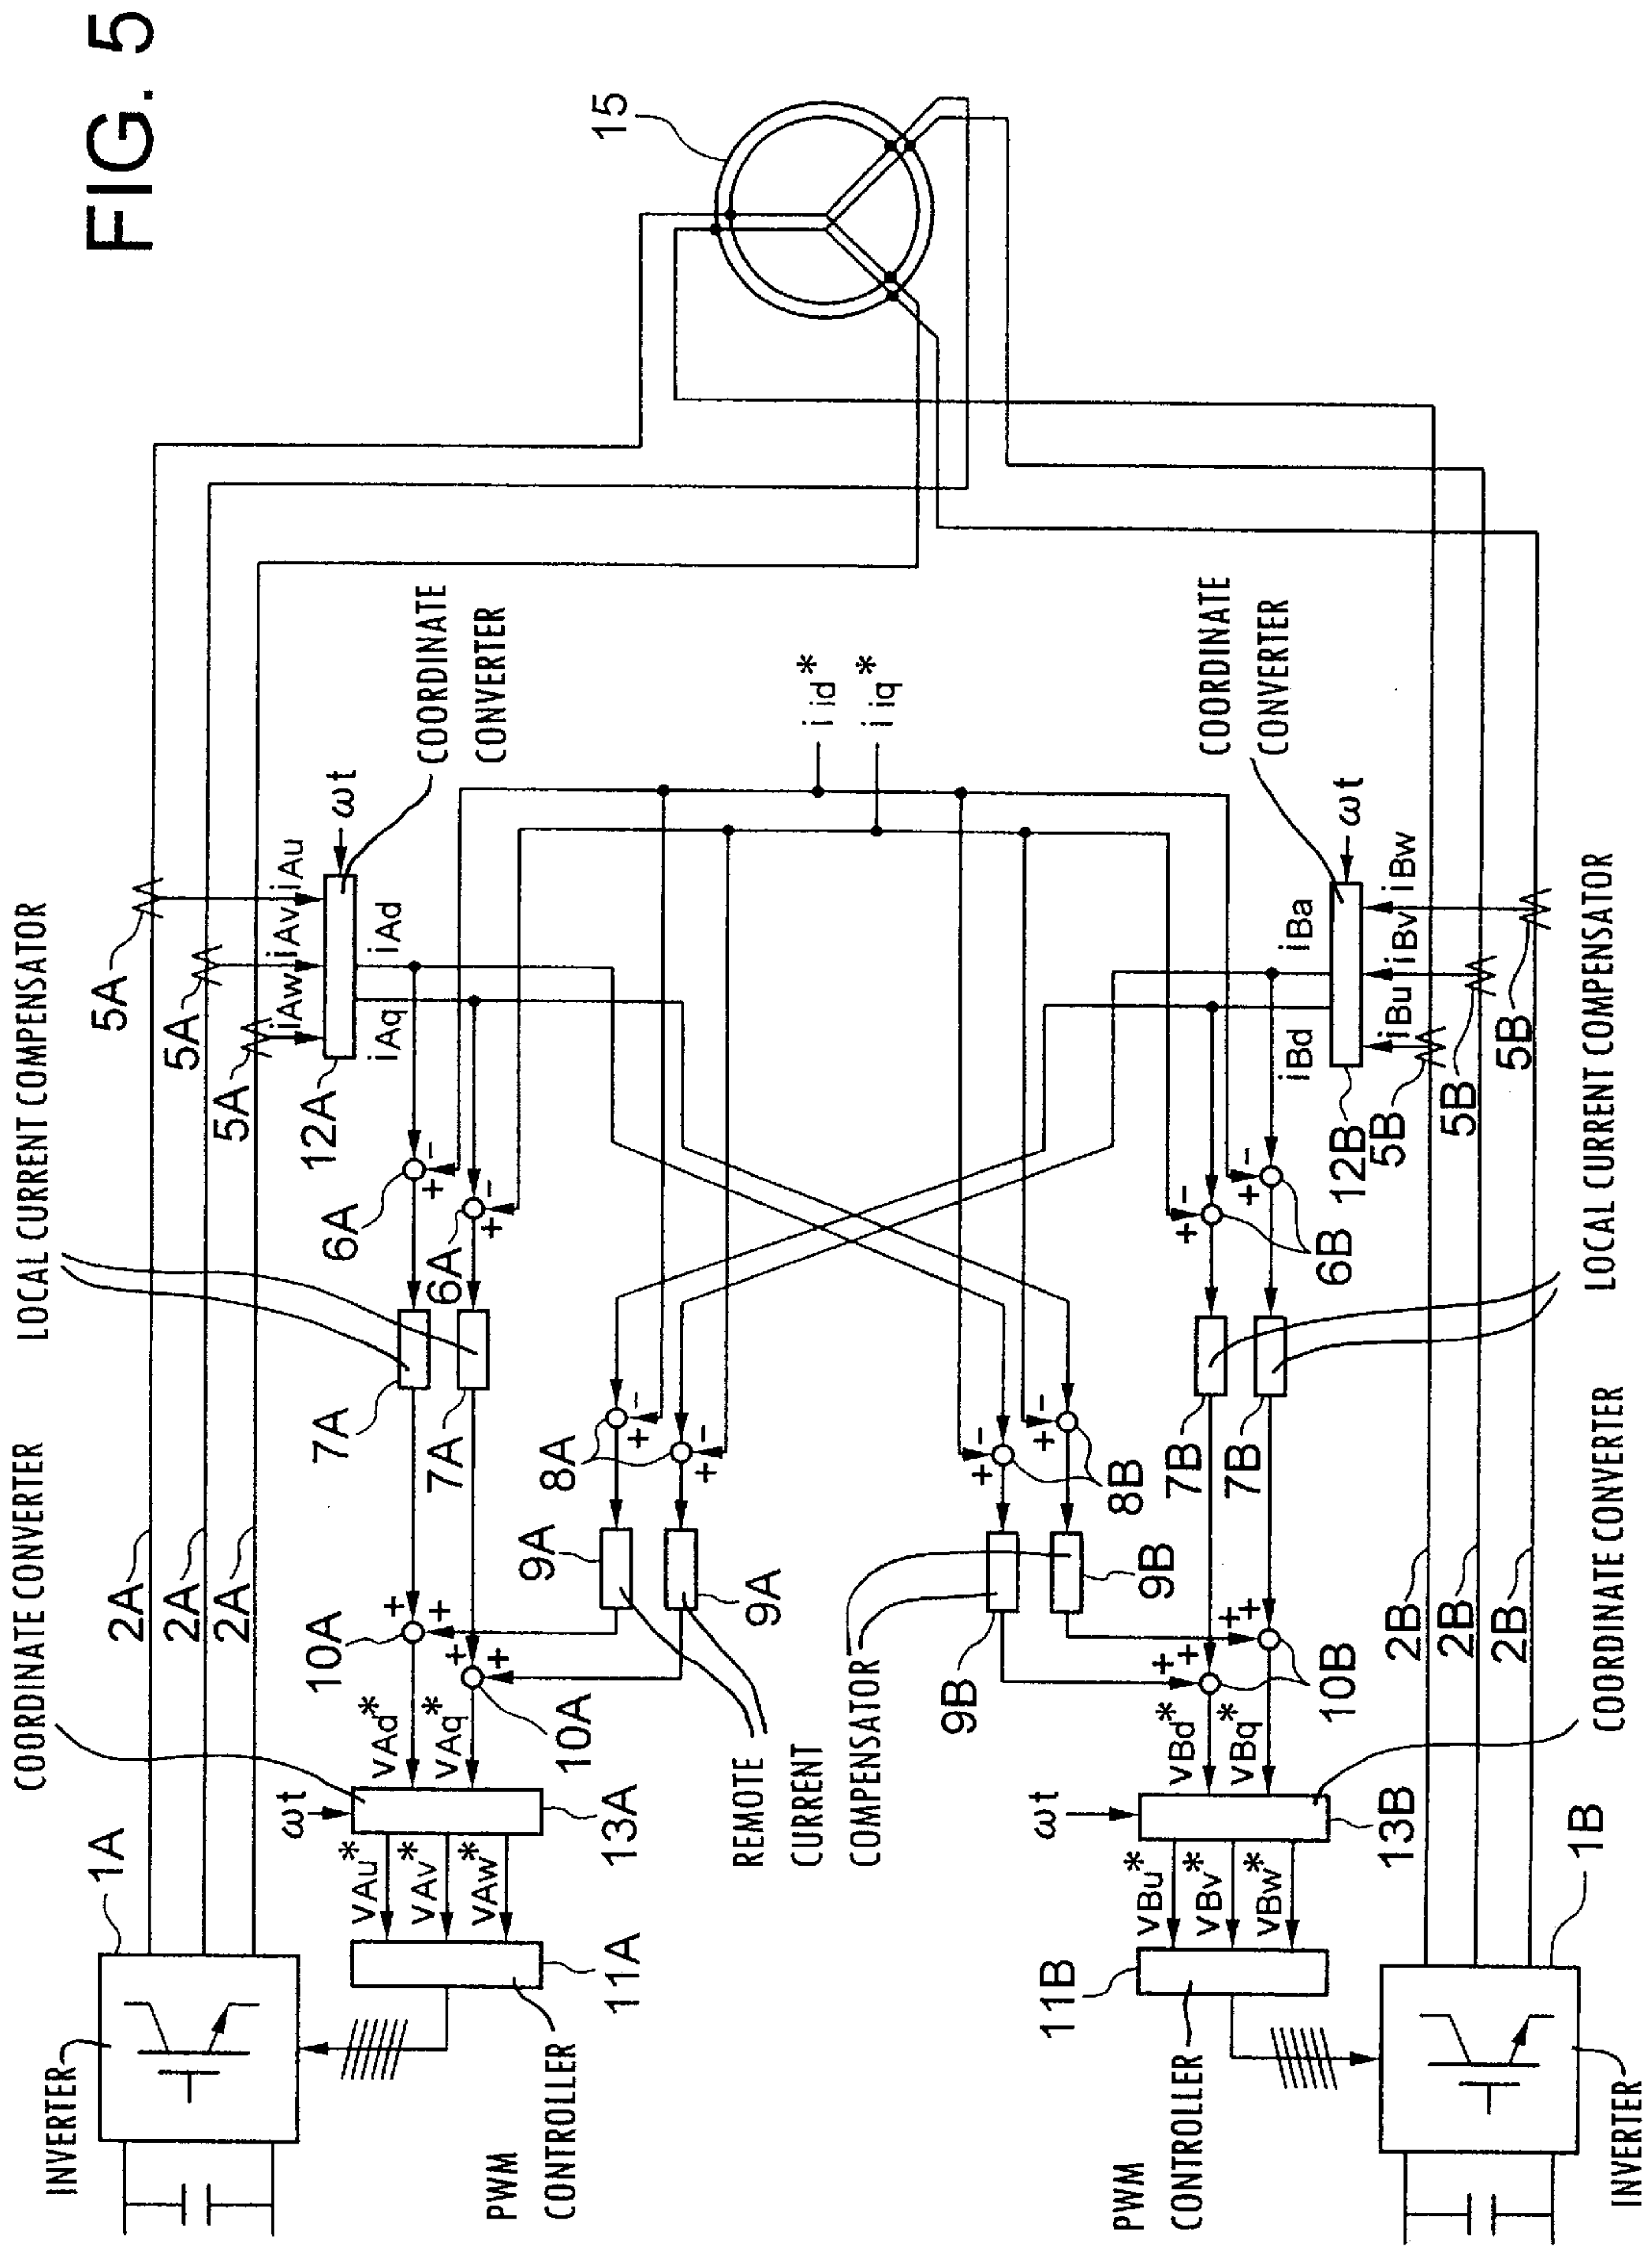 FIG. 5
15
5A
5A
5A
iAu
iAv
iAw
ωt
COORDINATE
CONVERTER
12A
iAd
iAq
LOCAL CURRENT COMPENSATOR
6A
6A
-
+
-
+
7A
7A
COORDINATE CONVERTER
2A
2A
2A
i id*
i iq*
8A
-
+
-
+
9A
9A
10A
10A
+
+
+
+
REMOTE
CURRENT
COMPENSATOR
vAd*
vAq*
ωt
13A
vAu*
vAv*
vAw*
11A
PWM
CONTROLLER
1A
INVERTER
COORDINATE
CONVERTER
ωt
iBa
iBd
iBw
iBv
iBu
12B
5B
5B
5B
LOCAL CURRENT COMPENSATOR
6B
-
+
-
+
7B
7B
8B
-
+
-
+
9B
9B
10B
+
+
+
+
2B
2B
2B
COORDINATE CONVERTER
vBd*
vBq*
ωt
13B
vBu*
vBv*
vBw*
11B
PWM
CONTROLLER
1B
INVERTER